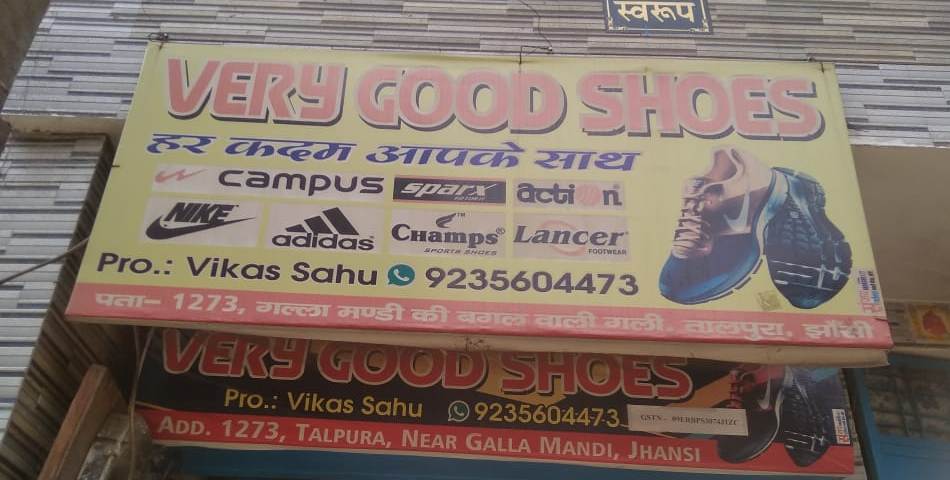 स्वरूप
VERY GOOD SHOES
हर कदम आपके साथ
campus sparx action
NIKE adidas Champs SPORTS SHOES Lancer FOOTWEAR
Pro.: Vikas Sahu 9235604473
पता- 1273, गल्ला मण्डी की बगल वाली गली, तालपुरा, झाँसी
VERY GOOD SHOES
Pro.: Vikas Sahu 9235604473
GSTN -
ADD. 1273, TALPURA, NEAR GALLA MANDI, JHANSI